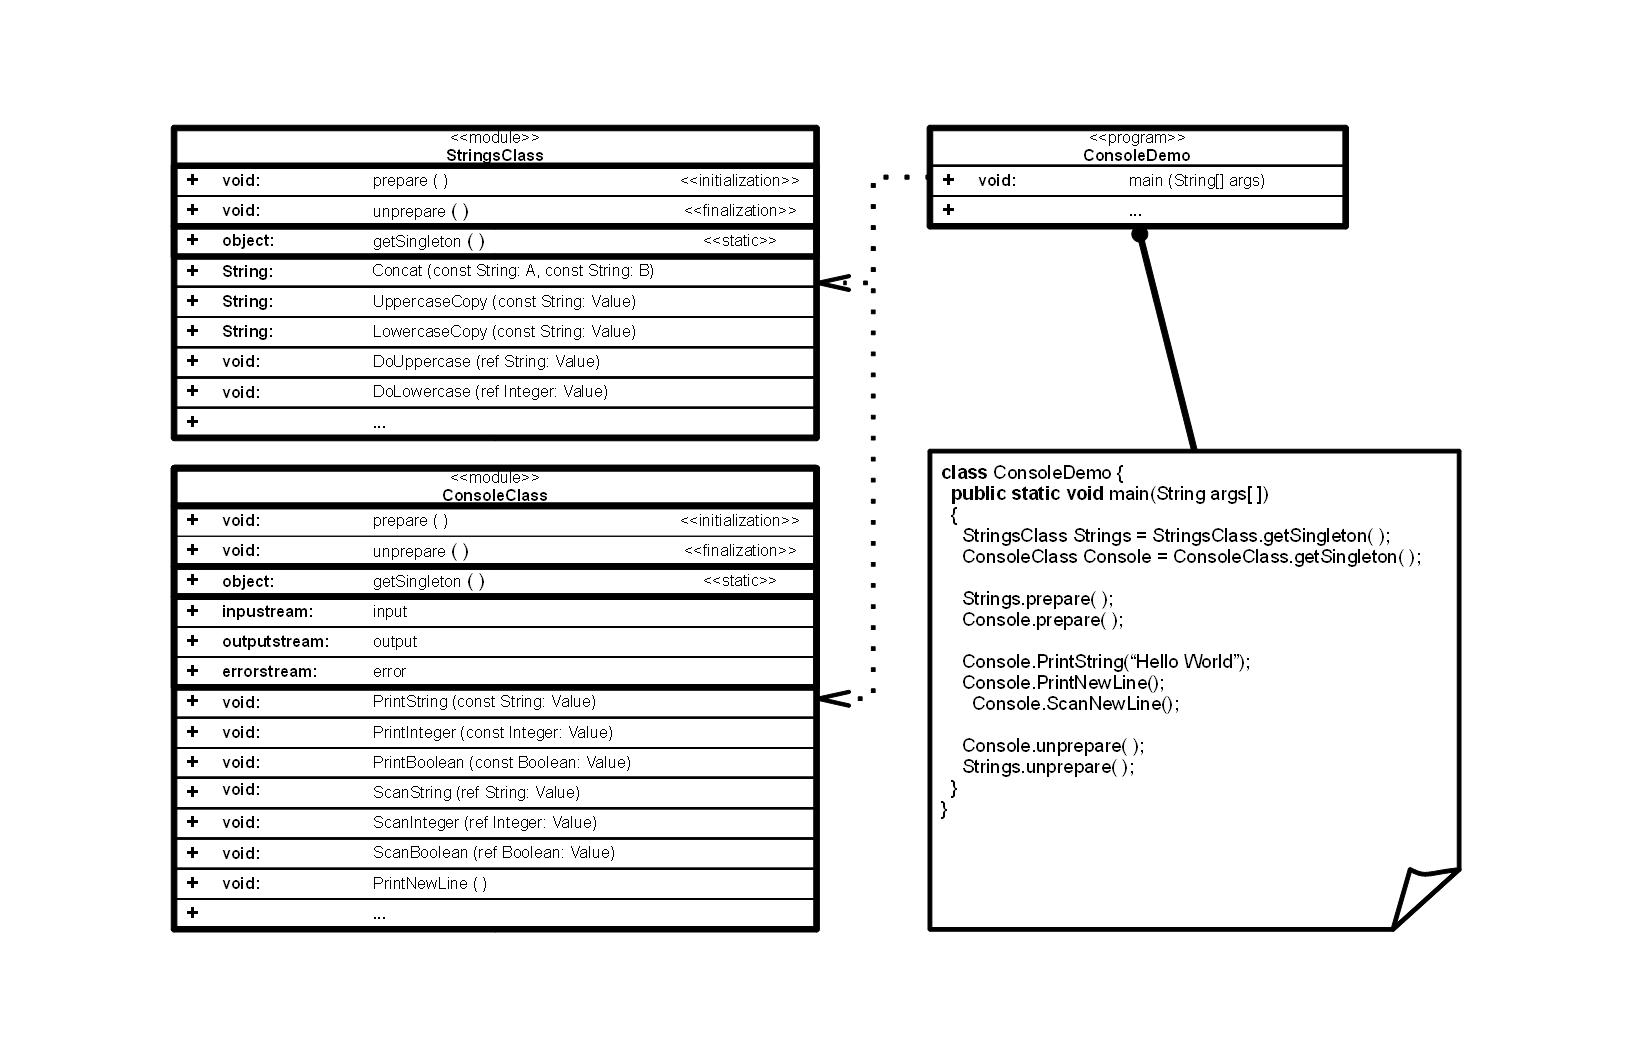 <<module>>
StringsClass
+ void: prepare ( ) <<initialization>>
+ void: unprepare ( ) <<finalization>>
+ object: getSingleton ( ) <<static>>
+ String: Concat (const String: A, const String: B)
+ String: UppercaseCopy (const String: Value)
+ String: LowercaseCopy (const String: Value)
+ void: DoUppercase (ref String: Value)
+ void: DoLowercase (ref Integer: Value)
+ ...
<<module>>
ConsoleClass
+ void: prepare ( ) <<initialization>>
+ void: unprepare ( ) <<finalization>>
+ object: getSingleton ( ) <<static>>
+ inpustream: input
+ outputstream: output
+ errorstream: error
+ void: PrintString (const String: Value)
+ void: PrintInteger (const Integer: Value)
+ void: PrintBoolean (const Boolean: Value)
+ void: ScanString (ref String: Value)
+ void: ScanInteger (ref Integer: Value)
+ void: ScanBoolean (ref Boolean: Value)
+ void: PrintNewLine ( )
+ ...
<<program>>
ConsoleDemo
+ void: main (String[] args)
+ ...
class ConsoleDemo {
public static void main(String args[ ])
{
StringsClass Strings = StringsClass.getSingleton( );
ConsoleClass Console = ConsoleClass.getSingleton( );
Strings.prepare( );
Console.prepare( );
Console.PrintString(“Hello World”);
Console.PrintNewLine();
Console.ScanNewLine();
Console.unprepare( );
Strings.unprepare( );
}
}